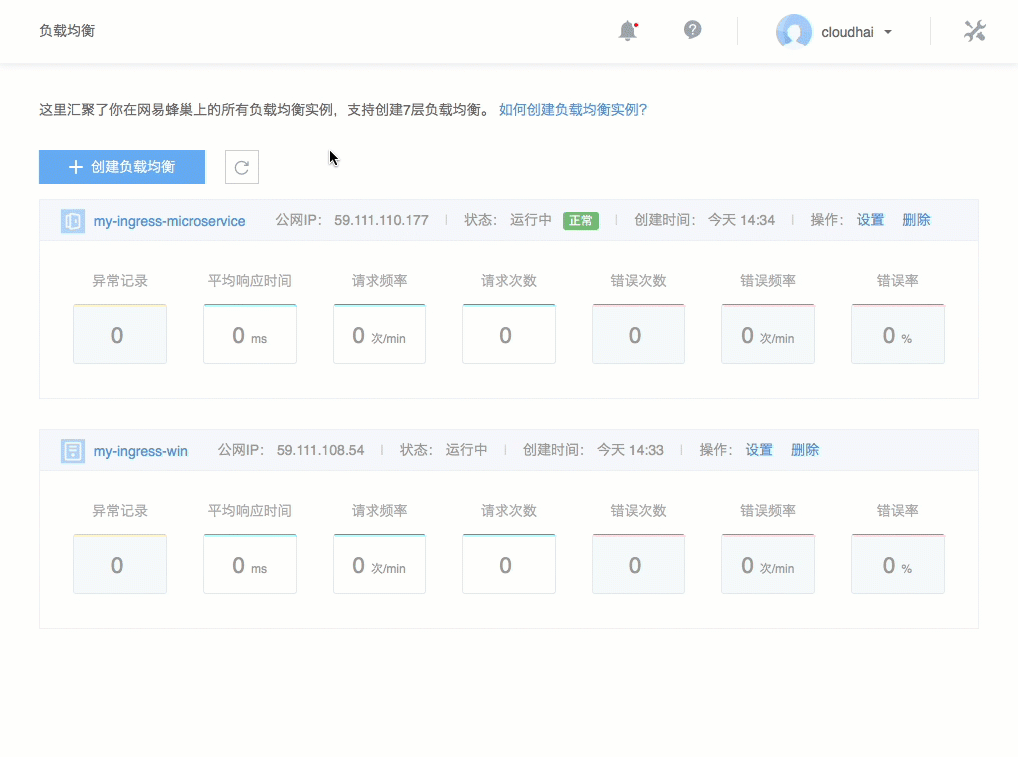 负载均衡
cloudhai
这里汇聚了你在网易蜂巢上的所有负载均衡实例，支持创建7层负载均衡。 如何创建负载均衡实例?
创建负载均衡
my-ingress-microservice 公网IP： 59.111.110.177 状态： 运行中 正常 创建时间： 今天 14:34 操作： 设置 删除
异常记录 平均响应时间 请求频率 请求次数 错误次数 错误频率 错误率
0 0 ms 0 次/min 0 0 0 次/min 0 %
my-ingress-win 公网IP： 59.111.108.54 状态： 运行中 创建时间： 今天 14:33 操作： 设置 删除
异常记录 平均响应时间 请求频率 请求次数 错误次数 错误频率 错误率
0 0 ms 0 次/min 0 0 0 次/min 0 %